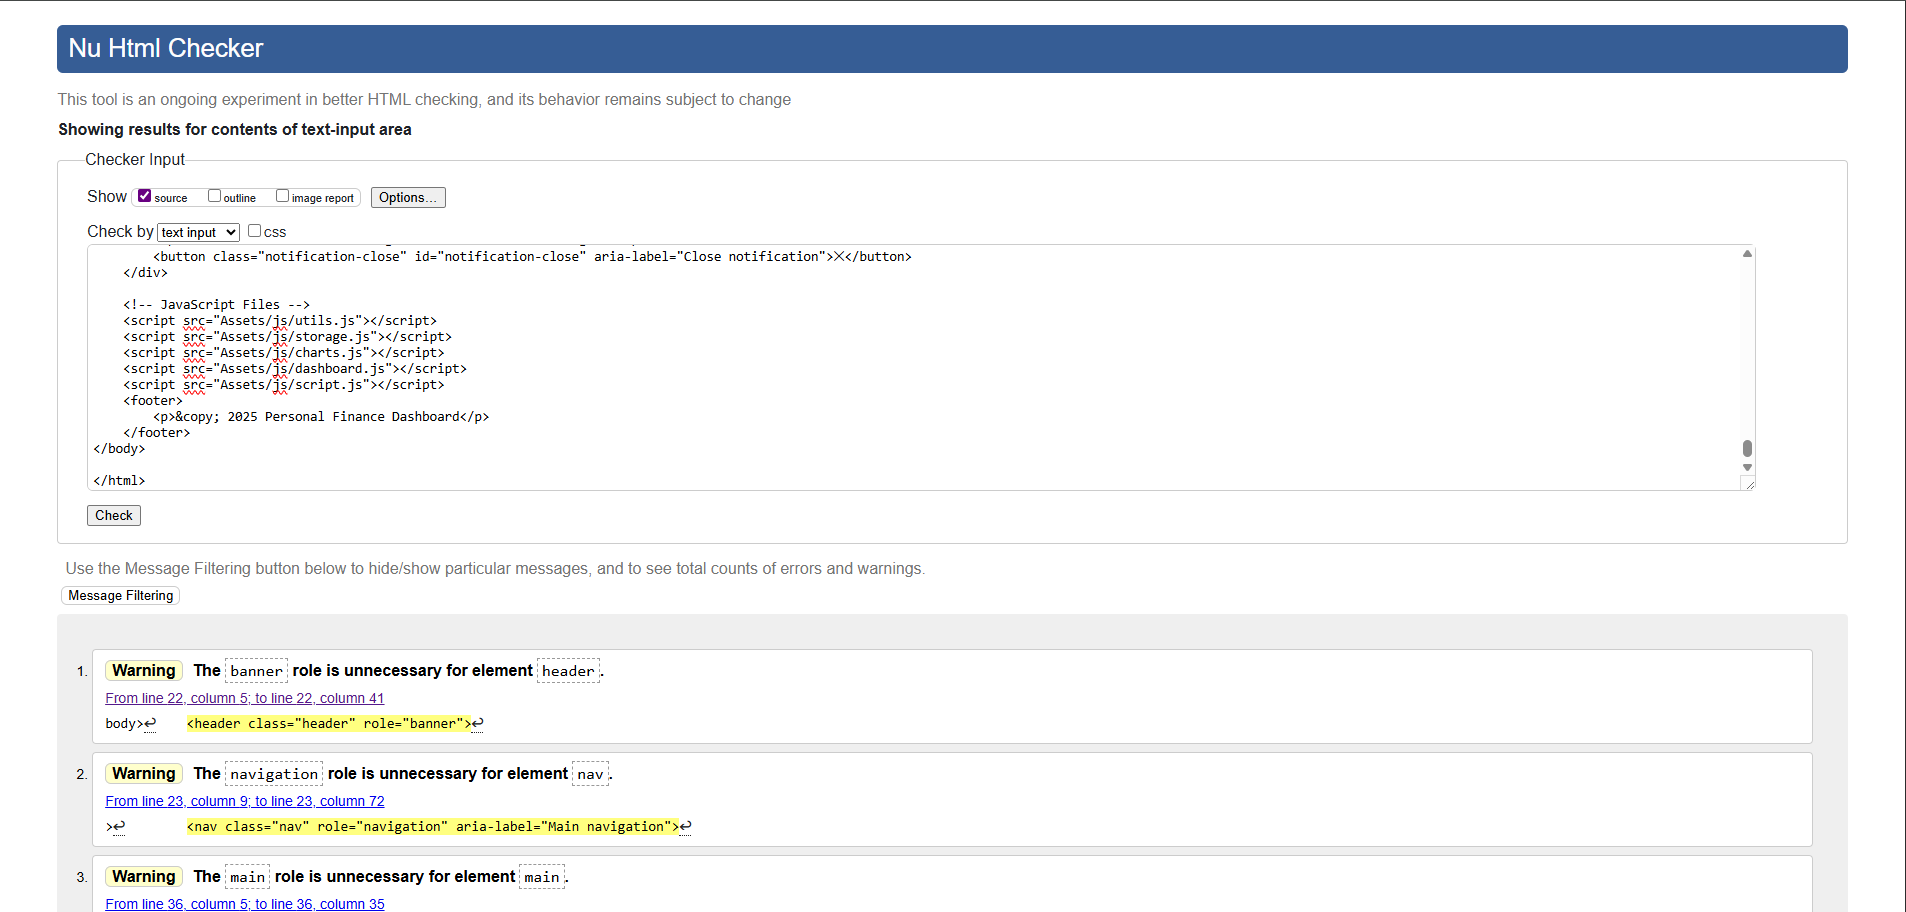 Nu Html Checker
This tool is an ongoing experiment in better HTML checking, and its behavior remains subject to change
Showing results for contents of text-input area
Checker Input
Show source outline image report Options...
Check by text input css
<button class="notification-close" id="notification-close" aria-label="Close notification">✕</button>
</div>
<!-- JavaScript Files -->
<script src="Assets/js/utils.js"></script>
<script src="Assets/js/storage.js"></script>
<script src="Assets/js/charts.js"></script>
<script src="Assets/js/dashboard.js"></script>
<script src="Assets/js/script.js"></script>
<footer>
<p>&copy; 2025 Personal Finance Dashboard</p>
</footer>
</body>
</html>
Check
Use the Message Filtering button below to hide/show particular messages, and to see total counts of errors and warnings.
Message Filtering
1. Warning The banner role is unnecessary for element header.
From line 22, column 5; to line 22, column 41
body>↩ <header class="header" role="banner">↩
2. Warning The navigation role is unnecessary for element nav.
From line 23, column 9; to line 23, column 72
>↩ <nav class="nav" role="navigation" aria-label="Main navigation">↩
3. Warning The main role is unnecessary for element main.
From line 36, column 5; to line 36, column 35